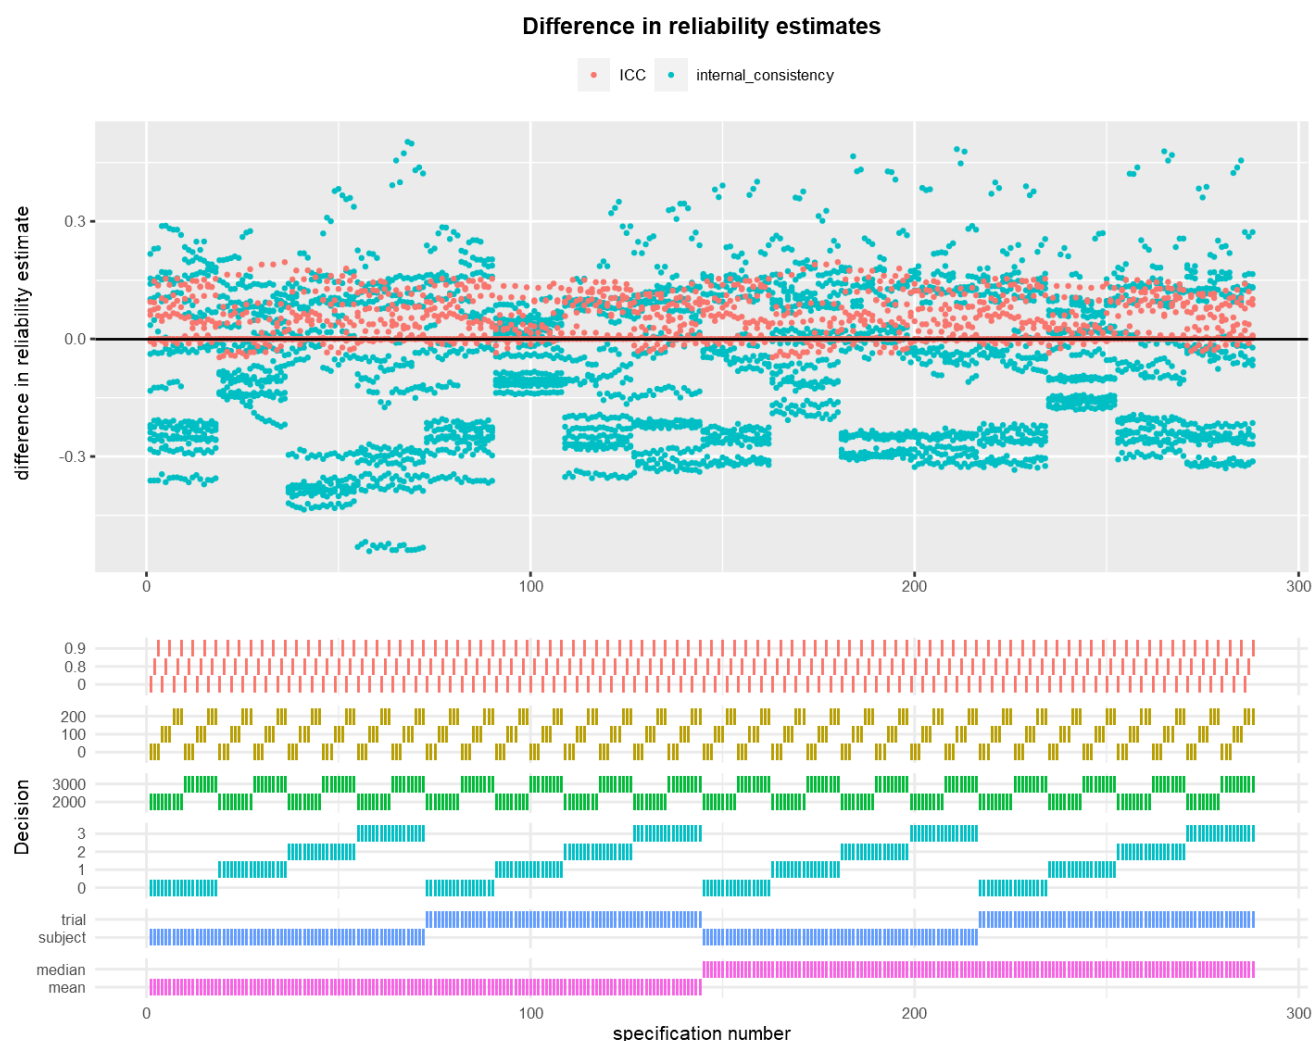 Difference in reliability estimates
ICC internal_consistency
difference in reliability estimate
0.3
0.0
-0.3
0 100 200 300
Decision
0.9
0.8
0
200
100
0
3000
2000
3
2
1
0
trial
subject
median
mean
0 100 200 300
specification number